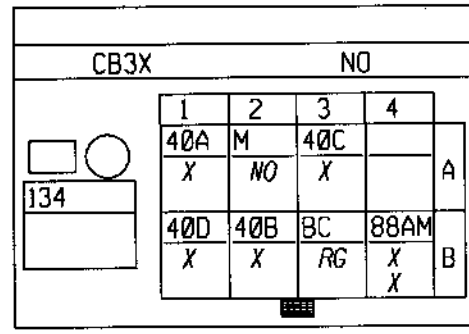 CB3X NO
1 2 3 4
40A M 40C
X NO X A
134
40D 40B BC 88AM
X X RG X B
X